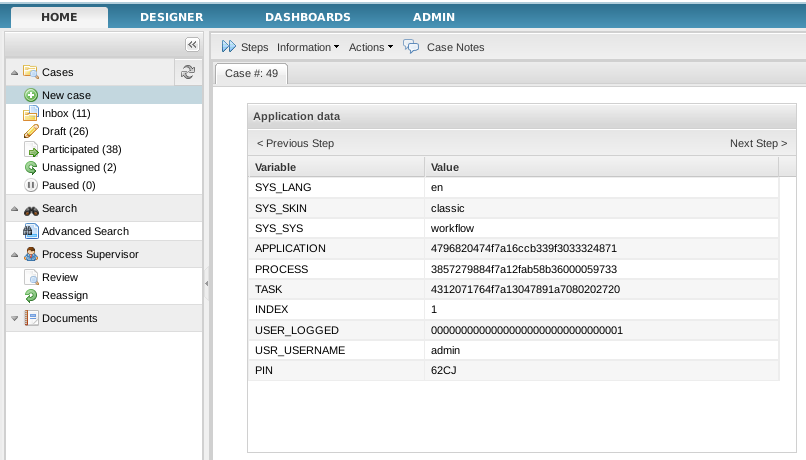 HOME DESIGNER DASHBOARDS ADMIN
Steps Information Actions Case Notes
Cases
New case
Inbox (11)
Draft (26)
Participated (38)
Unassigned (2)
Paused (0)
Search
Advanced Search
Process Supervisor
Review
Reassign
Documents
Case #: 49
Application data
< Previous Step Next Step >
Variable Value
SYS_LANG en
SYS_SKIN classic
SYS_SYS workflow
APPLICATION 4796820474f7a16ccb339f3033324871
PROCESS 3857279884f7a12fab58b36000059733
TASK 4312071764f7a13047891a7080202720
INDEX 1
USER_LOGGED 00000000000000000000000000000001
USR_USERNAME admin
PIN 62CJ